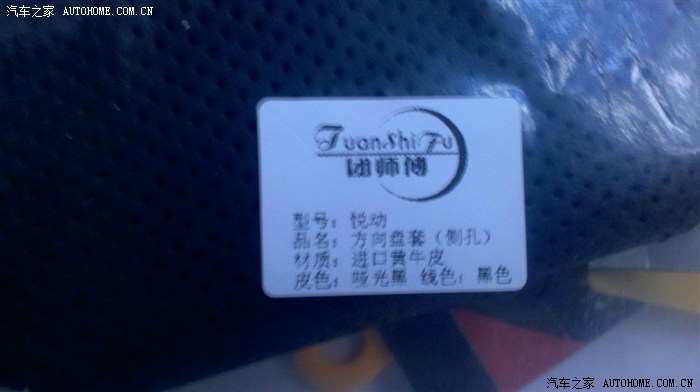 汽车之家 AUTOHOME.COM.CN
TuanShiFu
团师傅
型号：悦动
品名：方向盘套（侧孔）
材质：进口黄牛皮
皮色：哑光黑 线色：黑色
汽车之家 AUTOHOME.COM.CN